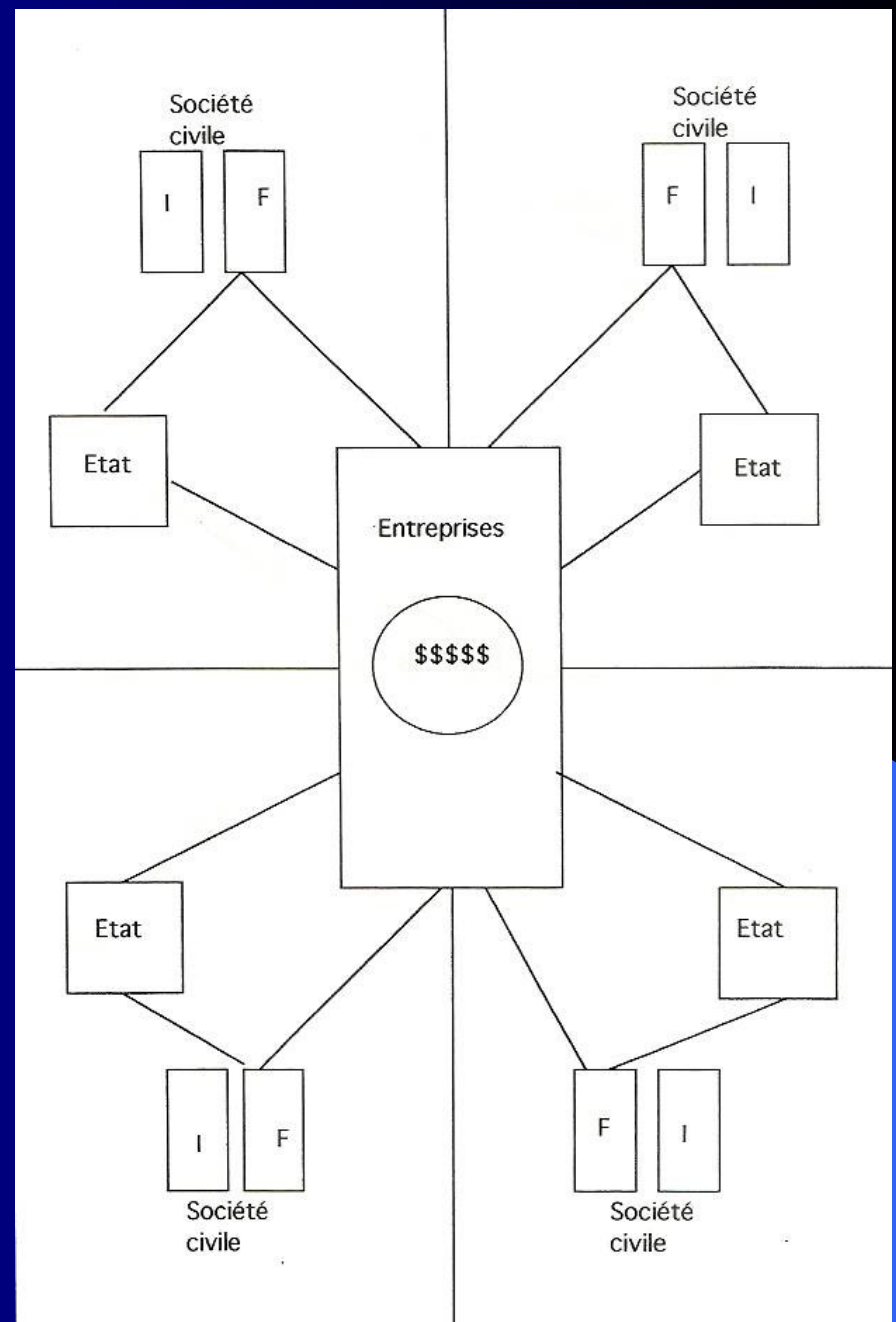 Société
civile
I
F
Société
civile
F
I
Etat
Etat
Entreprises
$$$$$
Etat
Etat
I
F
F
I
Société
civile
Société
civile